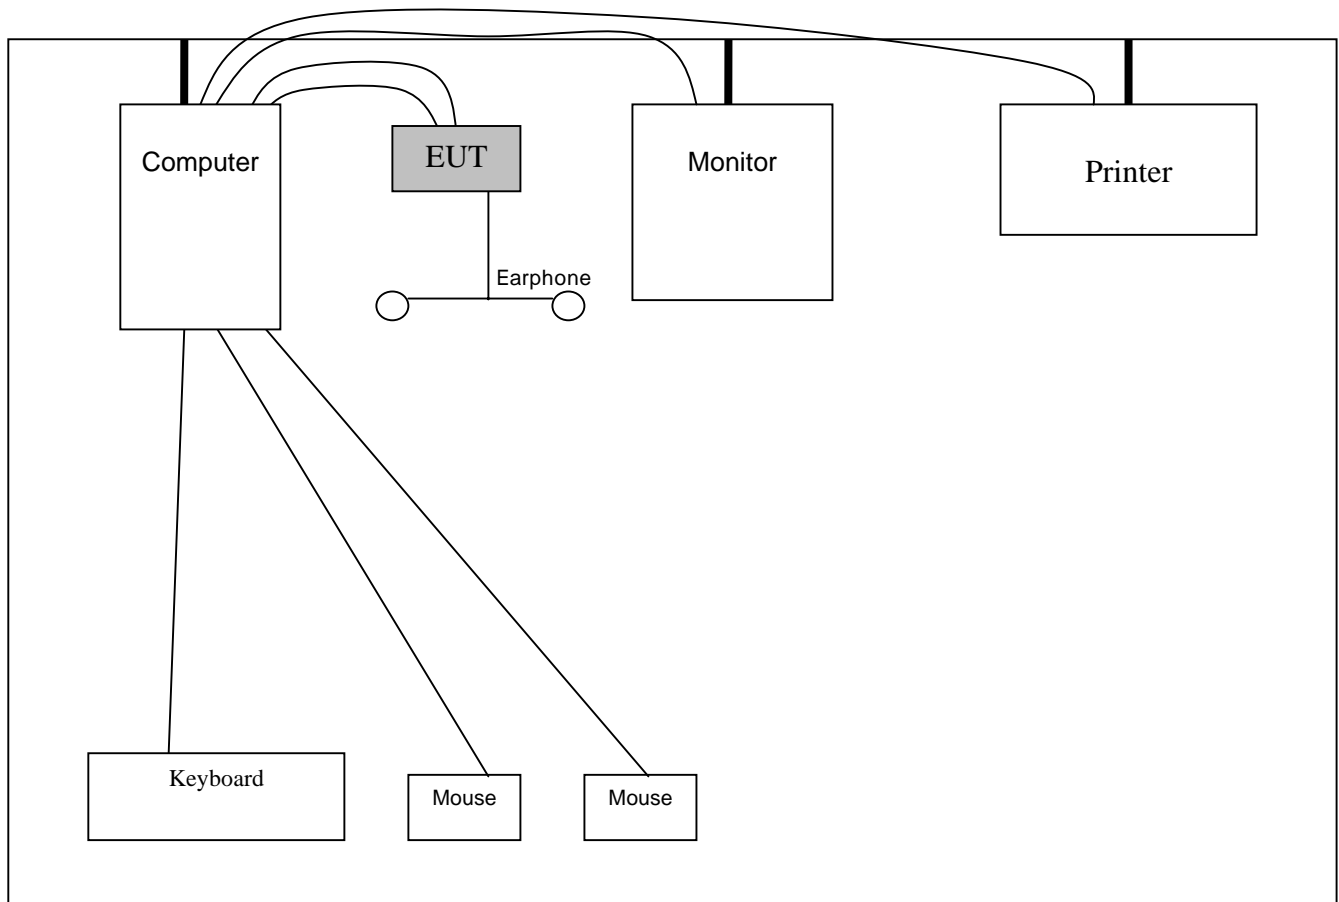 Computer
EUT
Monitor
Printer
Earphone
Keyboard
Mouse
Mouse